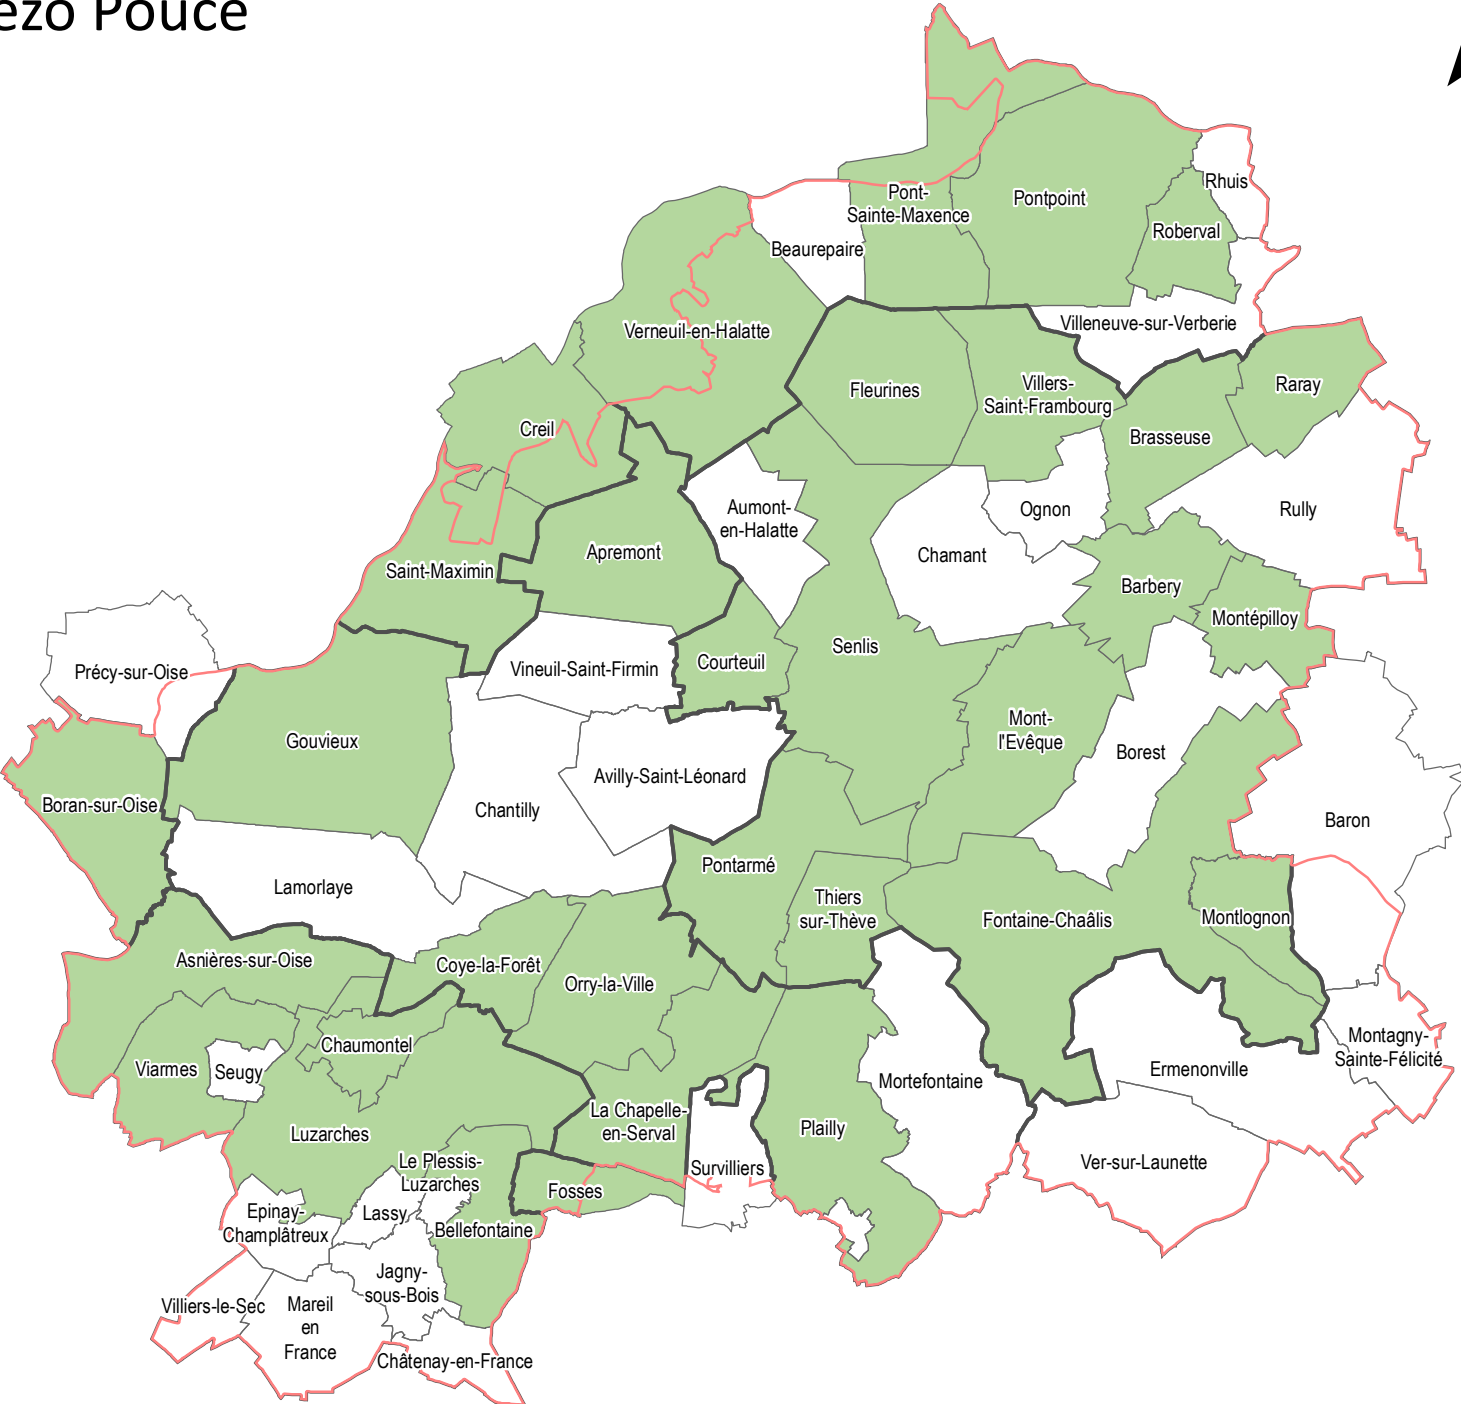 ezo Pouce
Rhuis
Pont-
Sainte-Maxence
Pontpoint
Roberval
Beaurepaire
Verneuil-en-Halatte
Villeneuve-sur-Verberie
Fleurines
Villers-
Saint-Frambourg
Raray
Creil
Brasseuse
Aumont-
en-Halatte
Ognon
Rully
Apremont
Chamant
Saint-Maximin
Barbery
Montépilloy
Senlis
Courteuil
Précy-sur-Oise
Vineuil-Saint-Firmin
Gouvieux
Mont-
l'Evêque
Borest
Avilly-Saint-Léonard
Boran-sur-Oise
Chantilly
Baron
Pontarmé
Lamorlaye
Thiers
sur-Thève
Fontaine-Chaâlis
Montlognon
Asnières-sur-Oise
Coye-la-Forêt
Orry-la-Ville
Chaumontel
Montagny-
Sainte-Félicité
Viarmes
Seugy
Ermenonville
Mortefontaine
La Chapelle-
en-Serval
Plailly
Luzarches
Le Plessis-
Luzarches
Survilliers
Ver-sur-Launette
Fosses
Epinay-
Champlâtreux
Lassy
Bellefontaine
Jagny-
sous-Bois
Villiers-le-Sec
Mareil
en
France
Châtenay-en-France